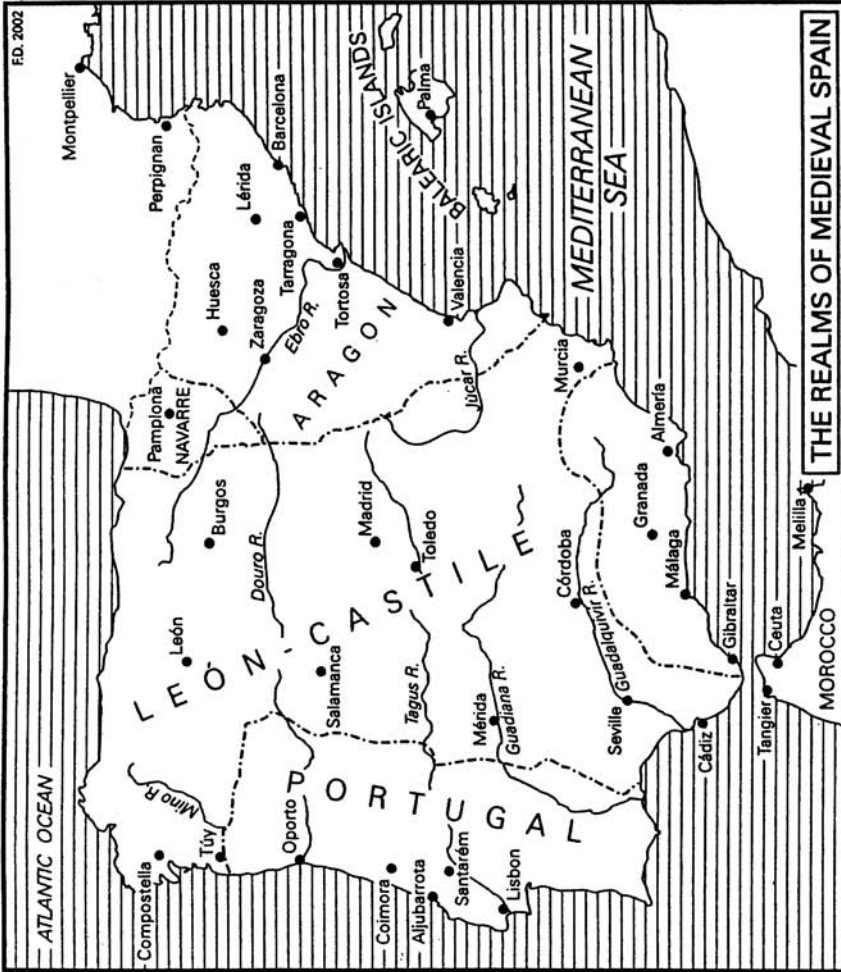 F.D. 2002
ATLANTIC OCEAN
Montpellier
Perpignan
Compostella
Túy
Mino R.
León
Burgos
Pamplona
NAVARRE
Huesca
Lérida
Zaragoza
Ebro R.
Barcelona
Tarragona
Tortosa
BALEARIC ISLANDS
Palma
LEÓN-CASTILE
Douro R.
Oporto
Salamanca
Madrid
Toledo
ARAGON
Valencia
Júcar R.
PORTUGAL
Coimora
Aljubarrota
Santarém
Lisbon
Tagus R.
Mérida
Guadiana R.
MEDITERRANEAN
SEA
Murcia
Córdoba
Guadalquivir R.
Seville
Granada
Almería
Málaga
Cádiz
Gibraltar
Tangier
Ceuta
Melilla
MOROCCO
THE REALMS OF MEDIEVAL SPAIN